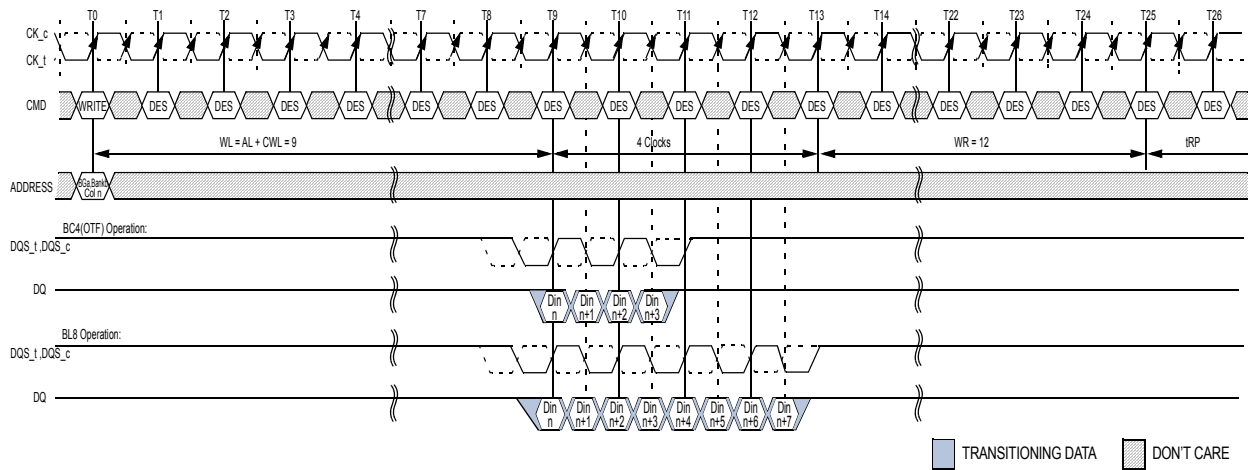 T0 T1 T2 T3 T4 T7 T8 T9 T10 T11 T12 T13 T14 T22 T23 T24 T25 T26
CK_c
CK_t
CMD WRITE DES DES DES DES DES DES DES DES DES DES DES DES DES DES DES DES DES
WL = AL + CWL = 9 4 Clocks WR = 12 tRP
ADDRESS BGa,Bankb
Col n
BC4(OTF) Operation:
DQS_t ,DQS_c
DQ Din Din Din Din
n n+1 n+2 n+3
BL8 Operation:
DQS_t ,DQS_c
DQ Din Din Din Din Din Din Din Din
n n+1 n+2 n+3 n+4 n+5 n+6 n+7
TRANSITIONING DATA DON'T CARE